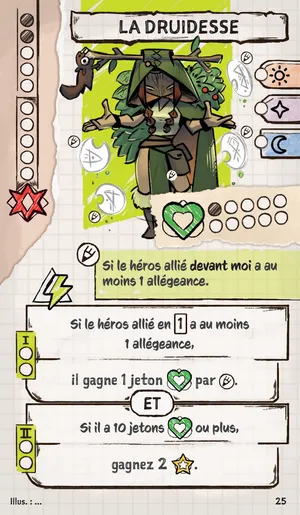 LA DRUIDESSE
Si le héros allié devant moi a au
moins 1 allégeance.
Si le héros allié en 1 a au moins
1 allégeance,
I
il gagne 1 jeton par .
ET
Si il a 10 jetons ou plus,
II
gagnez 2 .
Illus. : ...
25